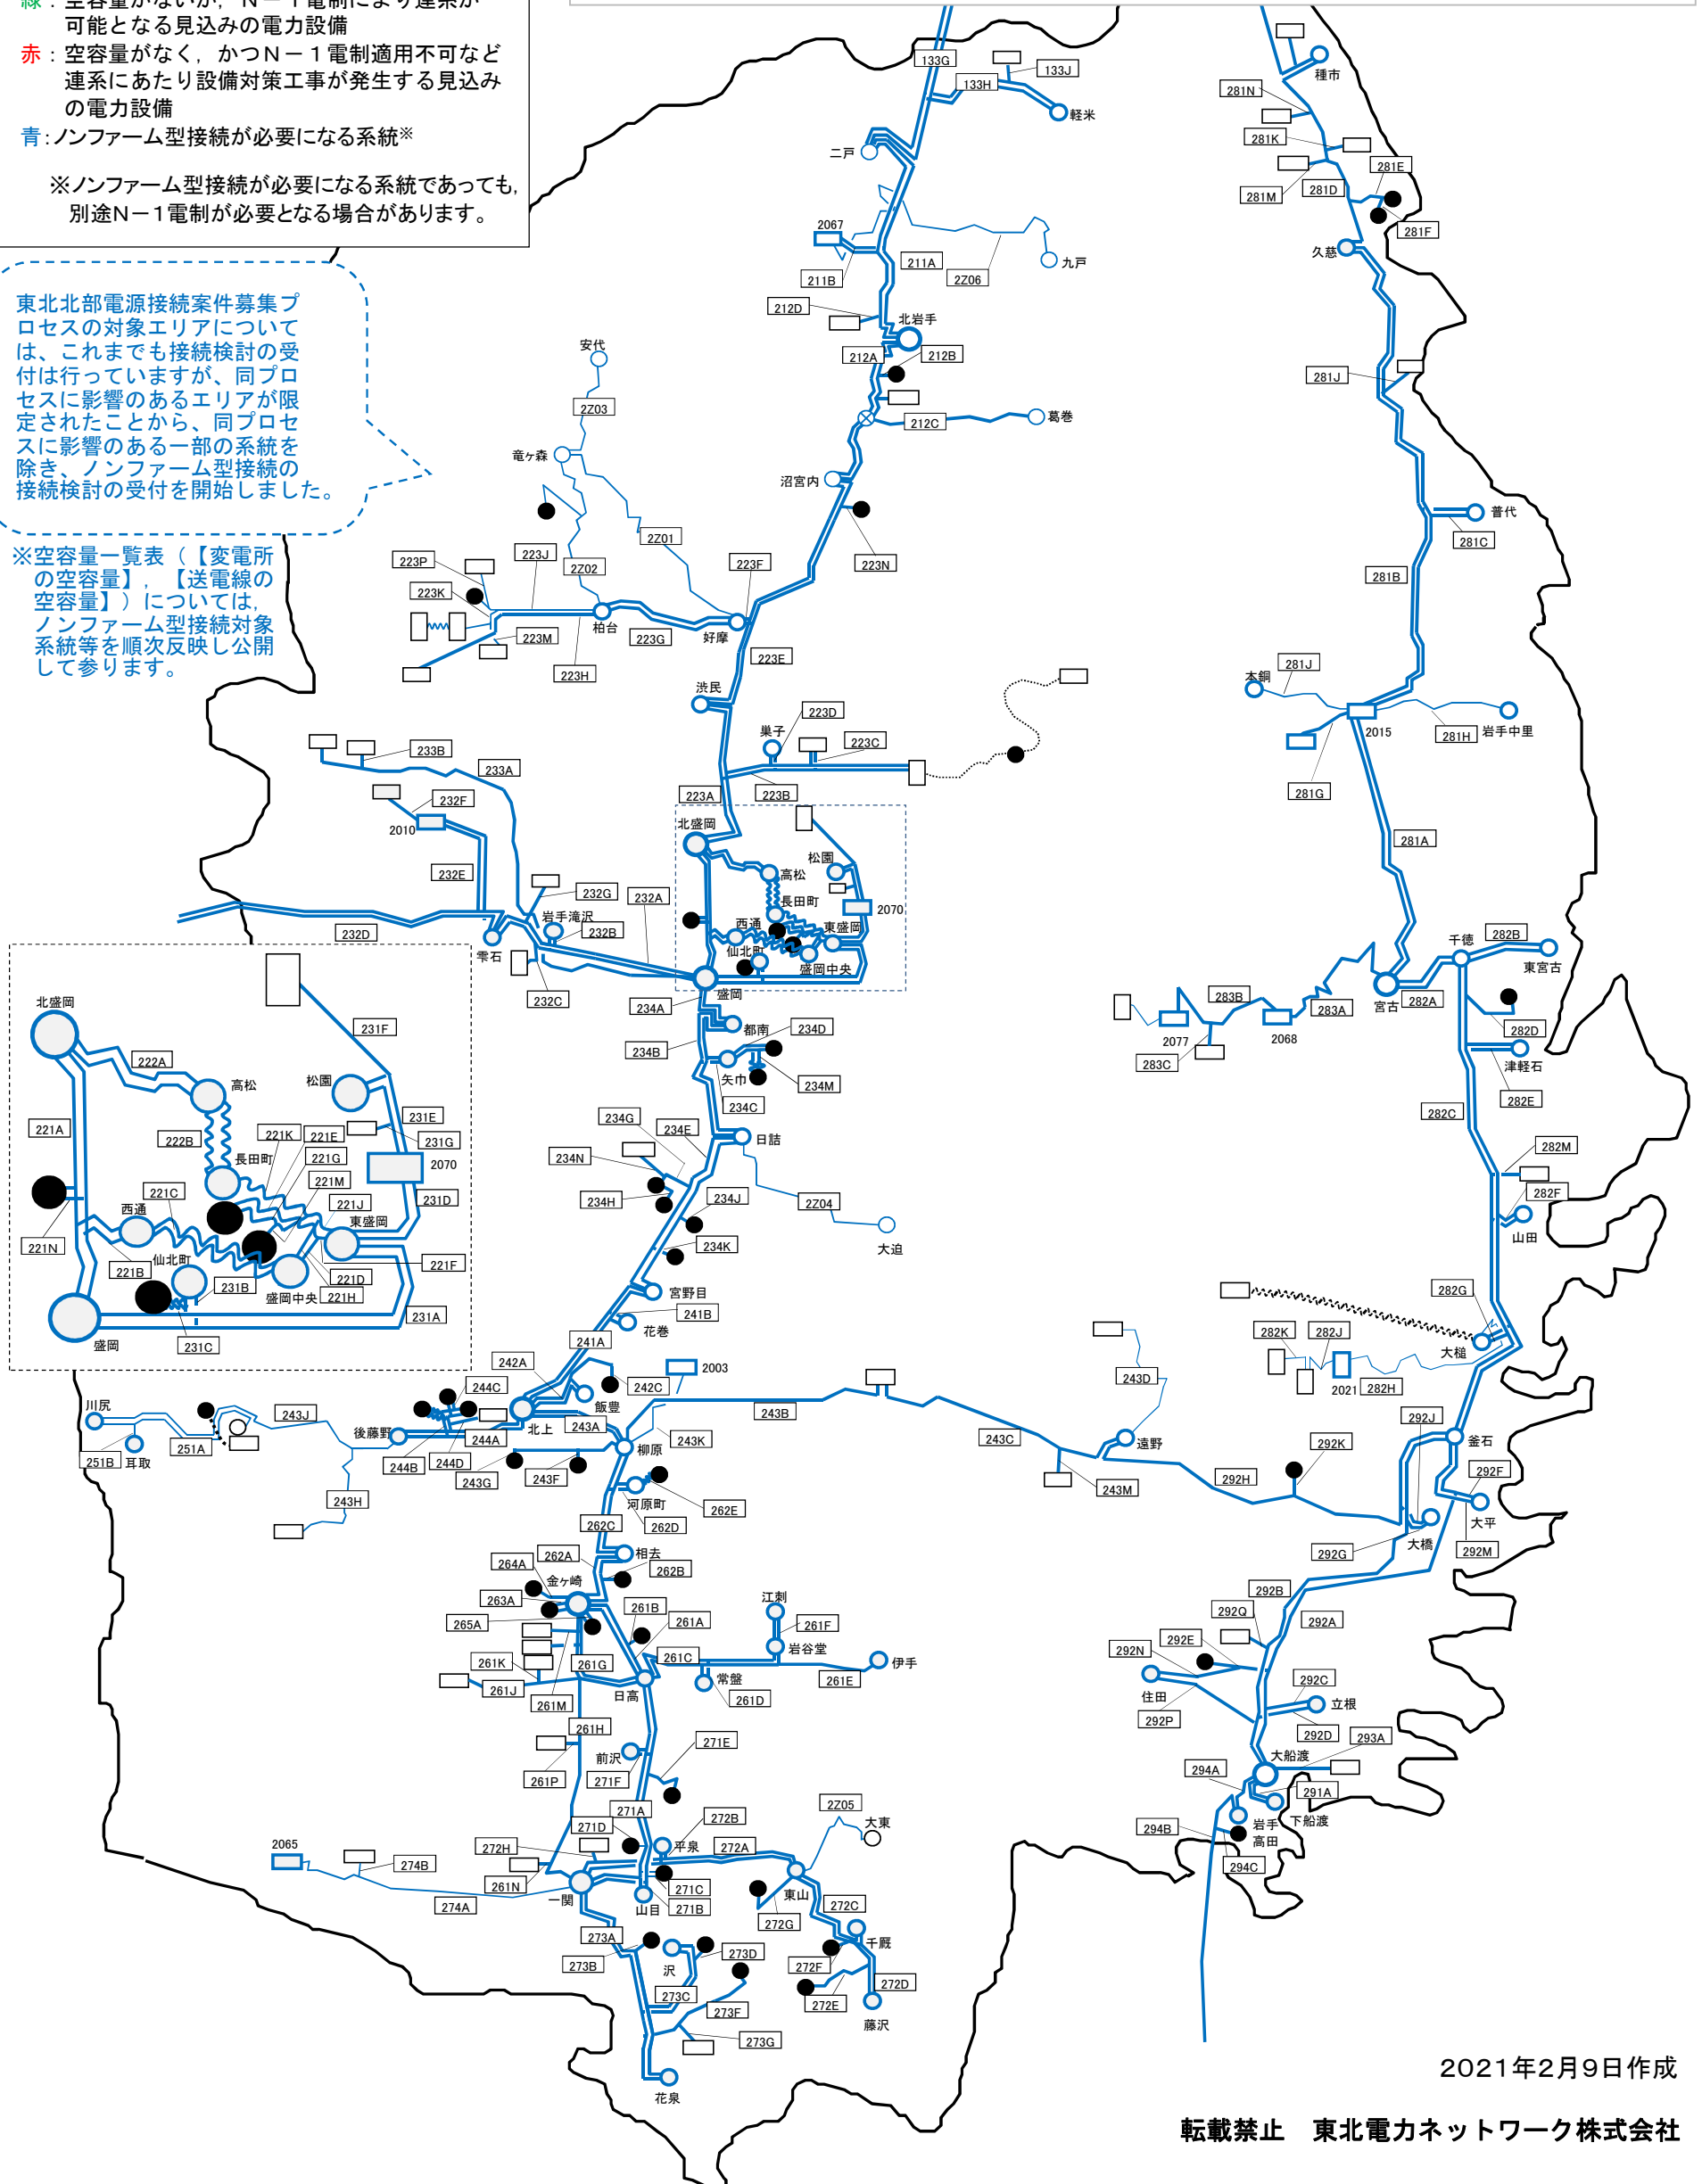 緑：空容量がないが，Ｎ－１電制により連系が
可能となる見込みの電力設備
赤：空容量がなく，かつＮ－１電制適用不可など
連系にあたり設備対策工事が発生する見込み
の電力設備
青：ノンファーム型接続が必要になる系統※
※ノンファーム型接続が必要になる系統であっても，
別途Ｎ－１電制が必要となる場合があります。
東北北部電源接続案件募集プ
ロセスの対象エリアについて
は、これまでも接続検討の受
付は行っていますが、同プロ
セスに影響のあるエリアが限
定されたことから、同プロセ
スに影響のある一部の系統を
除き、ノンファーム型接続の
接続検討の受付を開始しました。
※空容量一覧表（【変電所
の空容量】，【送電線の
空容量】）については，
ノンファーム型接続対象
系統等を順次反映し公開
して参ります。
133G
133H
133J
軽米
二戸
2067
211B
211A
2Z06
九戸
212D
北岩手
212A
212B
212C
葛巻
安代
2Z03
竜ヶ森
沼宮内
223N
2Z01
2Z02
223F
223P
223J
223K
223M
223H
柏台
223G
好摩
223E
渋民
巣子
223D
223C
223A
223B
233B
233A
232F
2010
232E
232G
232A
岩手滝沢
232B
232D
雫石
232C
北盛岡
松園
高松
長田町
2070
西通
東盛岡
仙北町
盛岡中央
盛岡
234A
都南
234D
234B
矢巾
234M
234C
234G
234E
日詰
234N
234H
234J
2Z04
大迫
234K
宮野目
241B
花巻
241A
242A
242C
2003
飯豊
北上
243A
243B
243K
柳原
244C
244A
244B
244D
243G
243F
後藤野
243J
川尻
251A
251B
耳取
243H
243D
243C
遠野
243M
河原町
262E
262C
262D
相去
262A
262B
264A
金ヶ崎
263A
265A
261B
261A
江刺
261F
岩谷堂
261K
261G
261C
伊手
261J
261M
日高
常盤
261D
261E
261H
261P
前沢
271E
271F
271A
271D
272B
2Z05
大東
272H
平泉
272A
2065
274B
261N
274A
一関
271C
271B
山目
東山
272G
272C
千厩
272F
272D
272E
藤沢
273A
273B
沢
273D
273C
273F
273G
花泉
種市
281N
281K
281E
281M
281D
281F
久慈
281J
普代
281C
281B
本銅
281J
2015
281H
岩手中里
281G
281A
千徳
282B
東宮古
宮古
282A
283B
283A
2077
2068
283C
282D
津軽石
282E
282C
282M
282F
山田
282G
大槌
282K
282J
2021
282H
292J
釜石
292K
292F
292H
大平
292G
大橋
292M
292B
292Q
292A
292E
292N
292C
立根
住田
292P
292D
293A
大船渡
294A
291A
下船渡
岩手
高田
294B
294C
北盛岡
231F
222A
高松
松園
231E
221A
222B
221K
221E
231G
長田町
221G
2070
221M
221C
221J
231D
西通
東盛岡
221N
221B
仙北町
221F
231B
221D
盛岡中央
221H
231A
盛岡
231C
2021年2月9日作成
転載禁止　東北電力ネットワーク株式会社